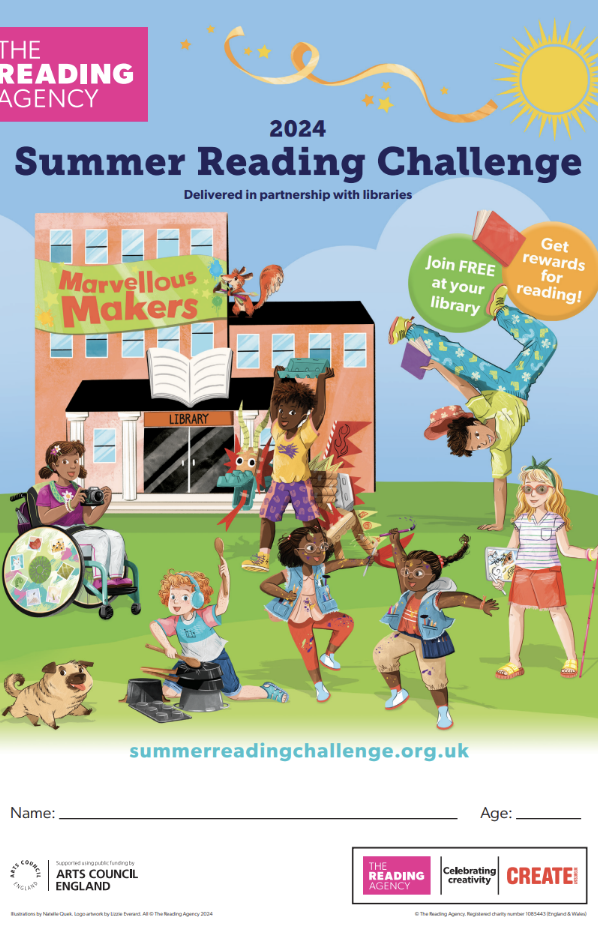 THE
READING
AGENCY
2024
Summer Reading Challenge
Delivered in partnership with libraries
Marvellous
Makers
Join FREE
at your
library
Get
rewards
for
reading!
LIBRARY
summerreadingchallenge.org.uk
Name:
Age:
ARTS COUNCIL
ENGLAND
Supported using public funding by
ARTS COUNCIL
ENGLAND
THE
READING
AGENCY
Celebrating
creativity
CREATE
Illustrations by Natelle Quek. Logo artwork by Lizzie Everard. All © The Reading Agency 2024
© The Reading Agency. Registered charity number 1085443 (England & Wales)